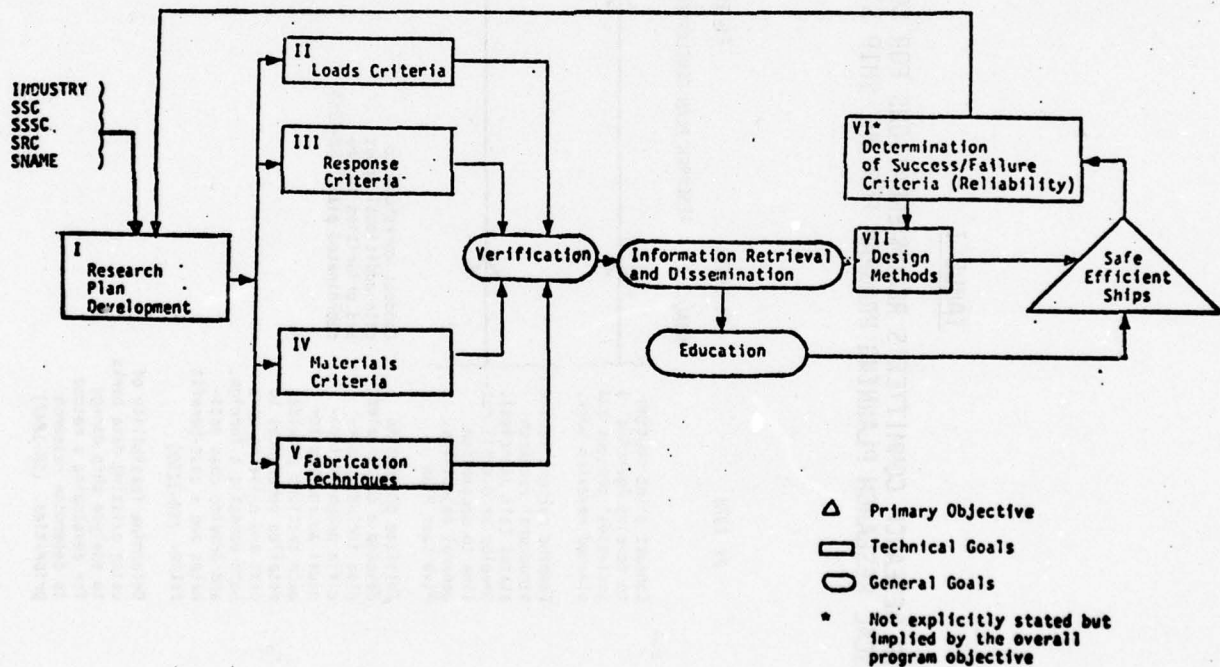 INDUSTRY
SSC
SSSC
SRC
SNAME
I
Research
Plan
Development
II
Loads Criteria
III
Response
Criteria
IV
Materials
Criteria
V
Fabrication
Techniques
Verification
Information Retrieval
and Dissemination
Education
VI*
Determination
of Success/Failure
Criteria (Reliability)
VII
Design
Methods
Safe
Efficient
Ships
Primary Objective
Technical Goals
General Goals
* Not explicitly stated but
implied by the overall
program objective